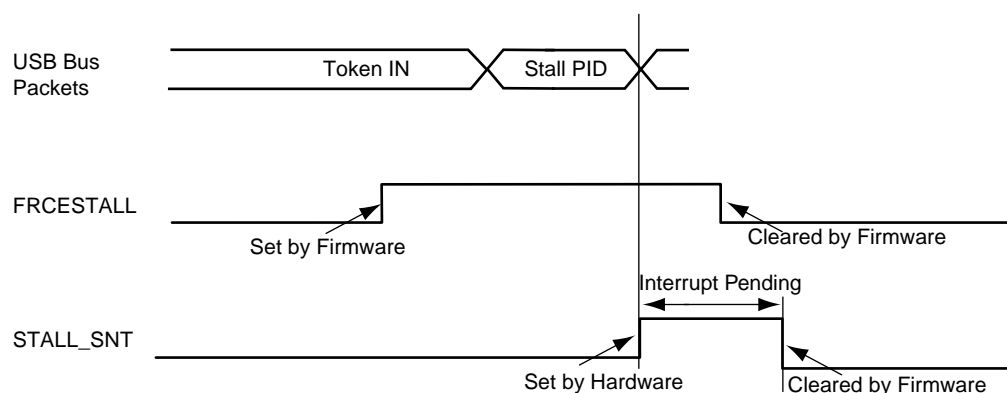 USB Bus
Packets
Token IN
Stall PID
FRCESTALL
Set by Firmware
Cleared by Firmware
Interrupt Pending
STALL_SNT
Set by Hardware
Cleared by Firmware